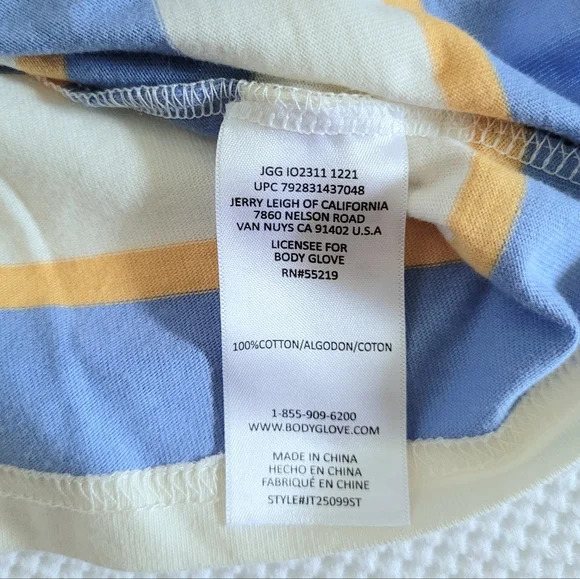 JGG IO2311 1221
UPC 792831437048
JERRY LEIGH OF CALIFORNIA
7860 NELSON ROAD
VAN NUYS CA 91402 U.S.A
LICENSEE FOR
BODY GLOVE
RN#55219
100%COTTON/ALGODON/COTON
1-855-909-6200
WWW.BODYGLOVE.COM
MADE IN CHINA
HECHO EN CHINA
FABRIQUÉ EN CHINE
STYLE#JT25099ST